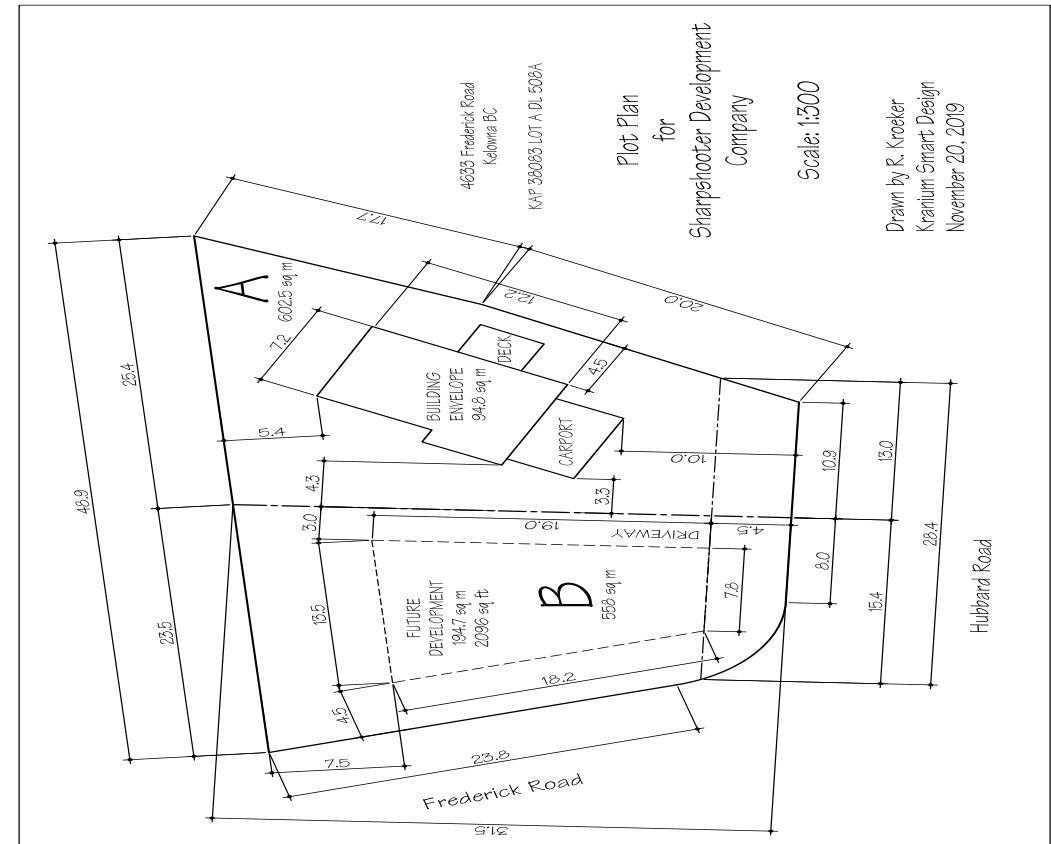 4633 Frederick Road
Kelowna BC
KAP 38083 LOT A DL 508A
Plot Plan
for
Sharpshooter Development
Company
Scale: 1:300
Drawn by R. Kroeker
Kranium Smart Design
November 20, 2019
A
602.5 sq m
17.7
12.2
20.0
7.2
DECK
4.5
BUILDING
ENVELOPE
94.8 sq m
CARPORT
25.4
48.9
5.4
4.3
3.3
10.0
10.9
13.0
3.0
19.0
DRIVEWAY
4.5
28.4
Hubbard Road
FUTURE
DEVELOPMENT
194.7 sq m
2096 sq ft
B
558 sq m
13.5
7.8
8.0
15.4
23.5
18.2
4.5
7.5
23.8
Frederick Road
31.5